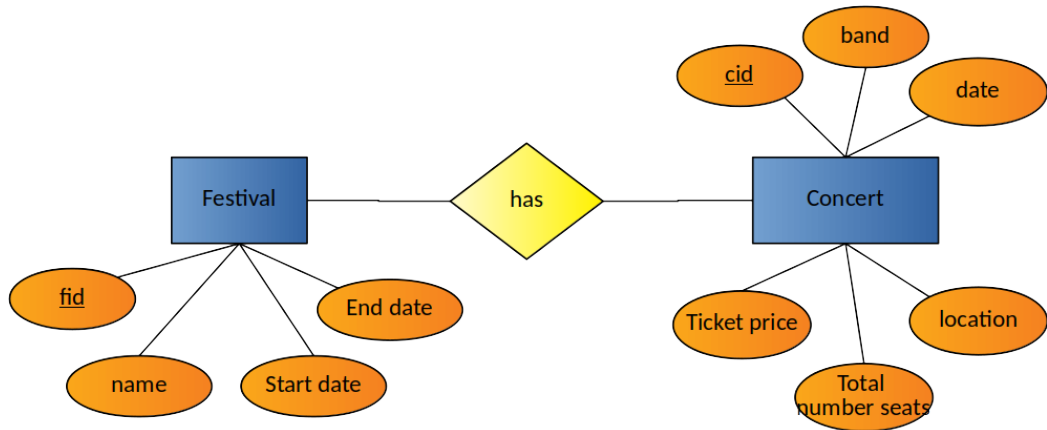 band
cid
date
Festival
has
Concert
fid
End date
name
Start date
Ticket price
location
Total
number seats